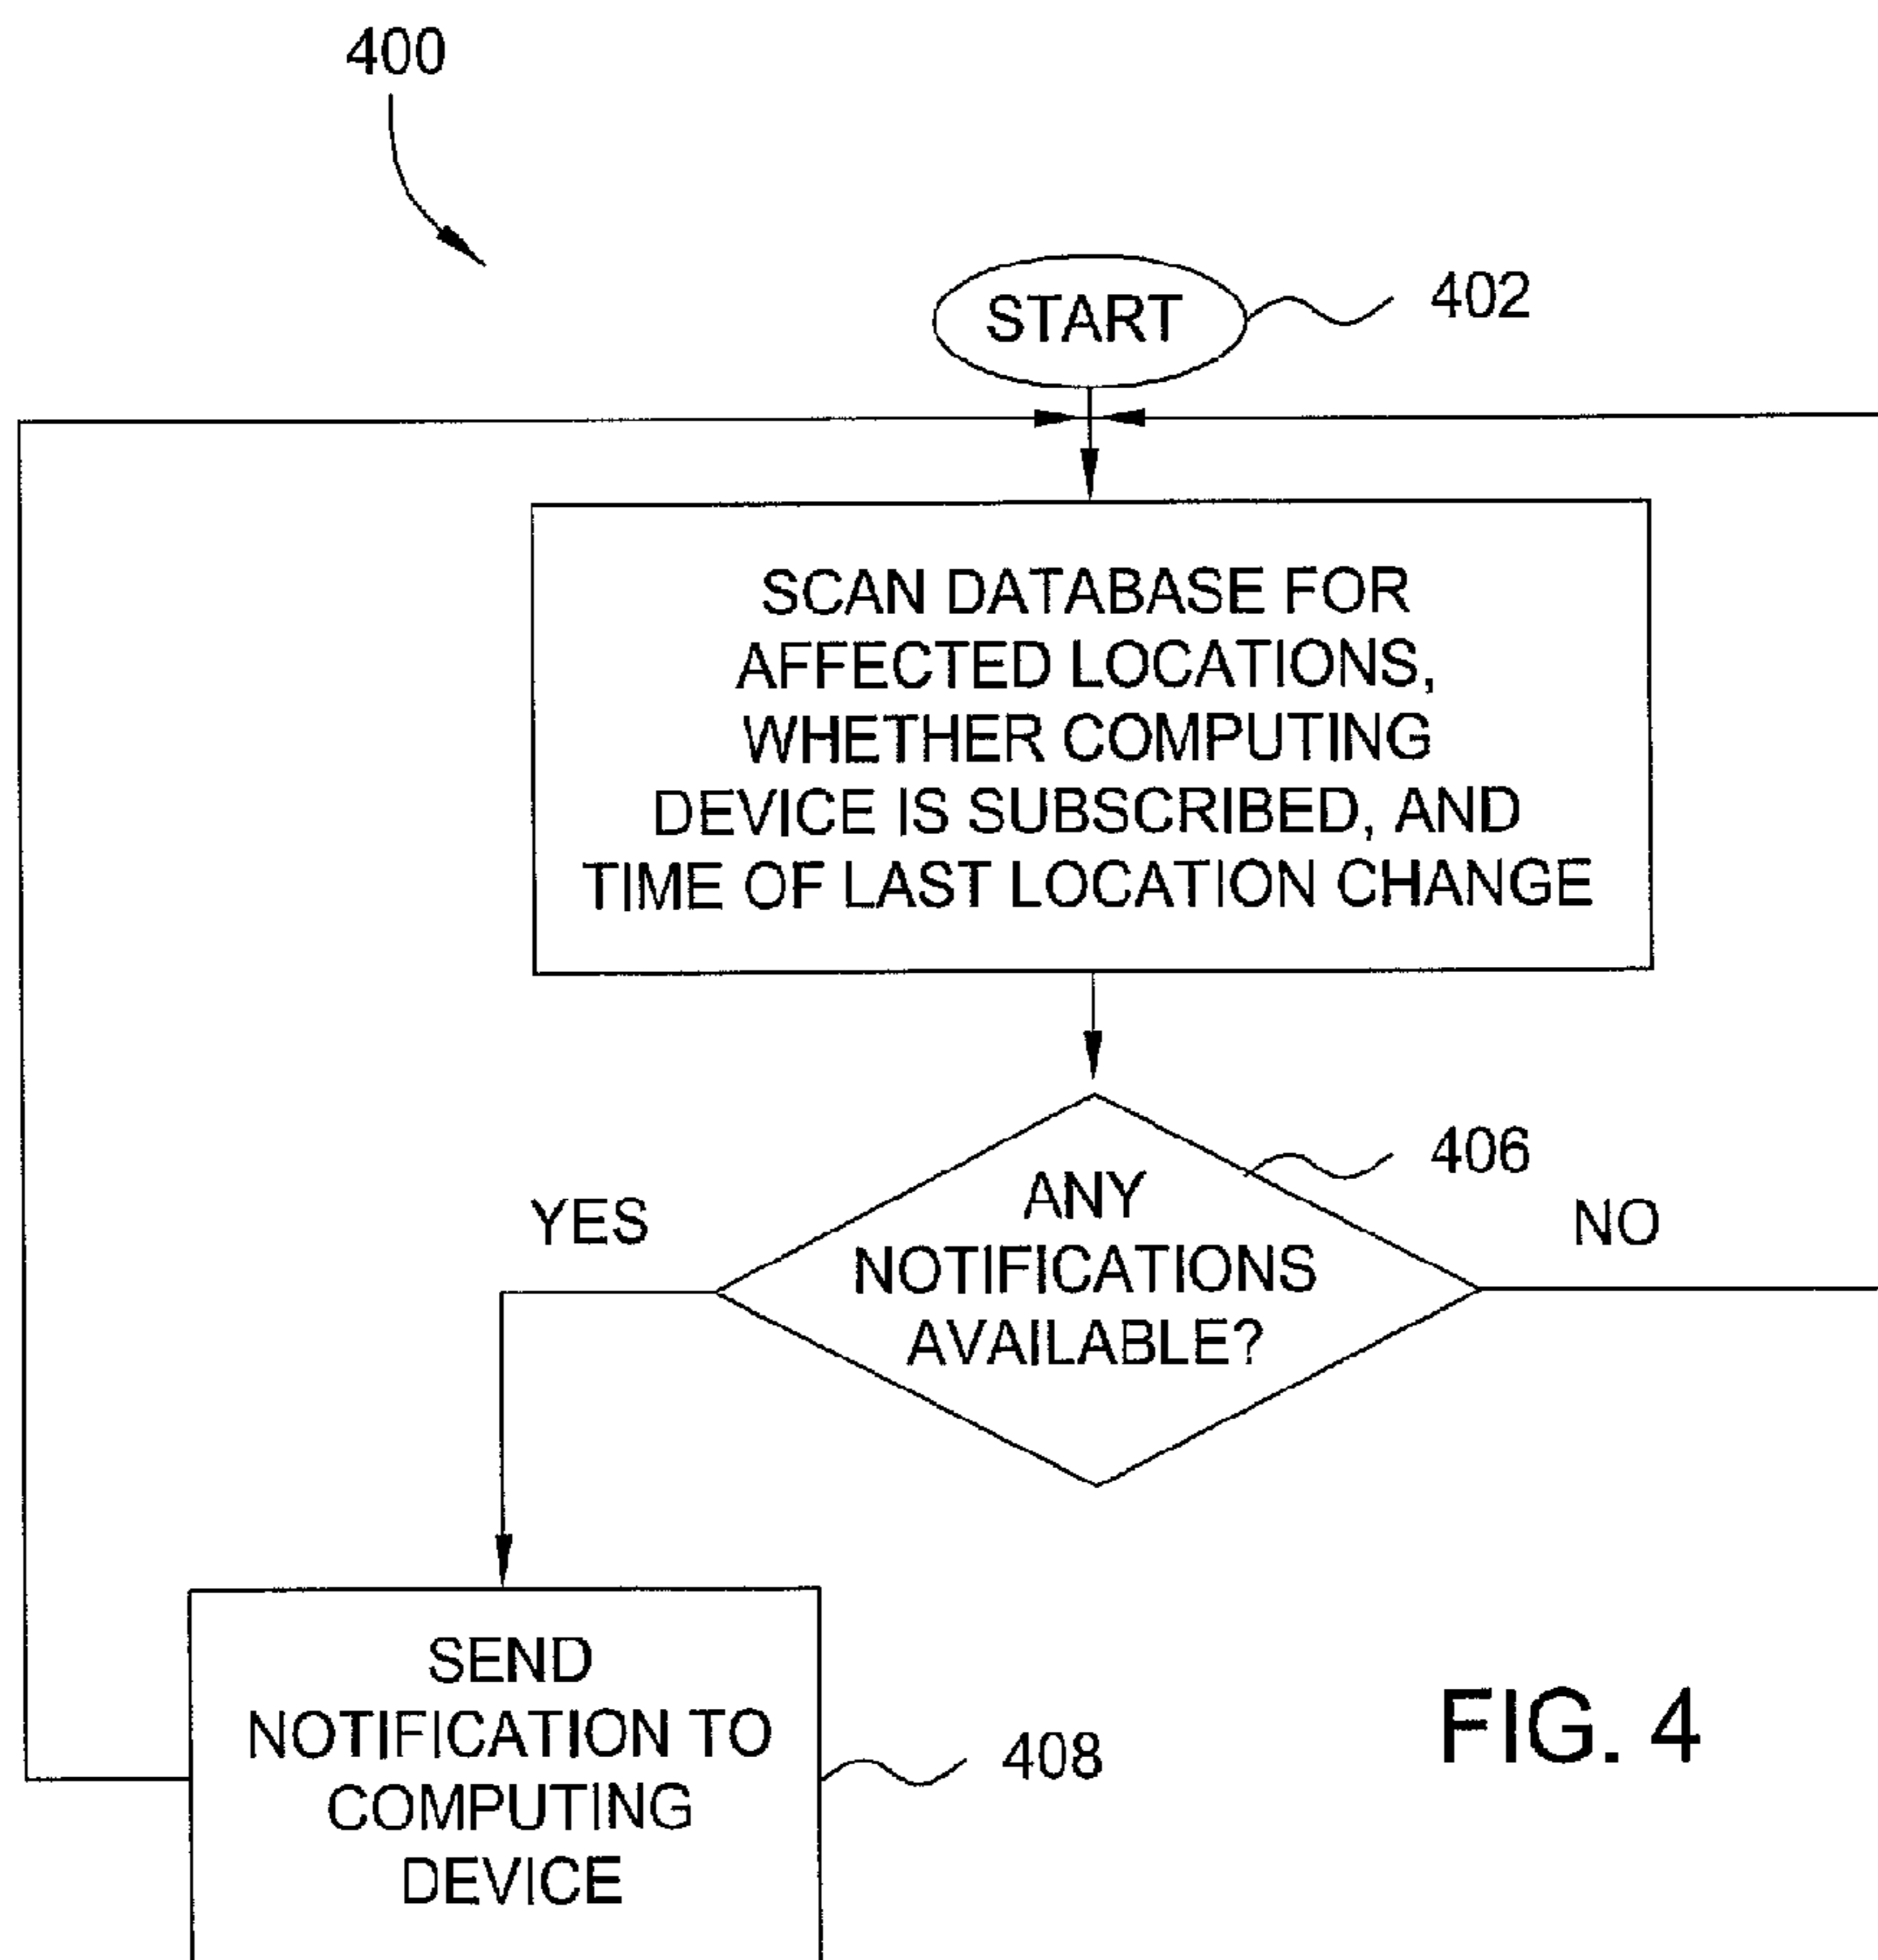 400
START
402
SCAN DATABASE FOR
AFFECTED LOCATIONS,
WHETHER COMPUTING
DEVICE IS SUBSCRIBED, AND
TIME OF LAST LOCATION CHANGE
406
YES
ANY
NOTIFICATIONS
AVAILABLE?
NO
SEND
NOTIFICATION TO
COMPUTING
DEVICE
408
FIG. 4